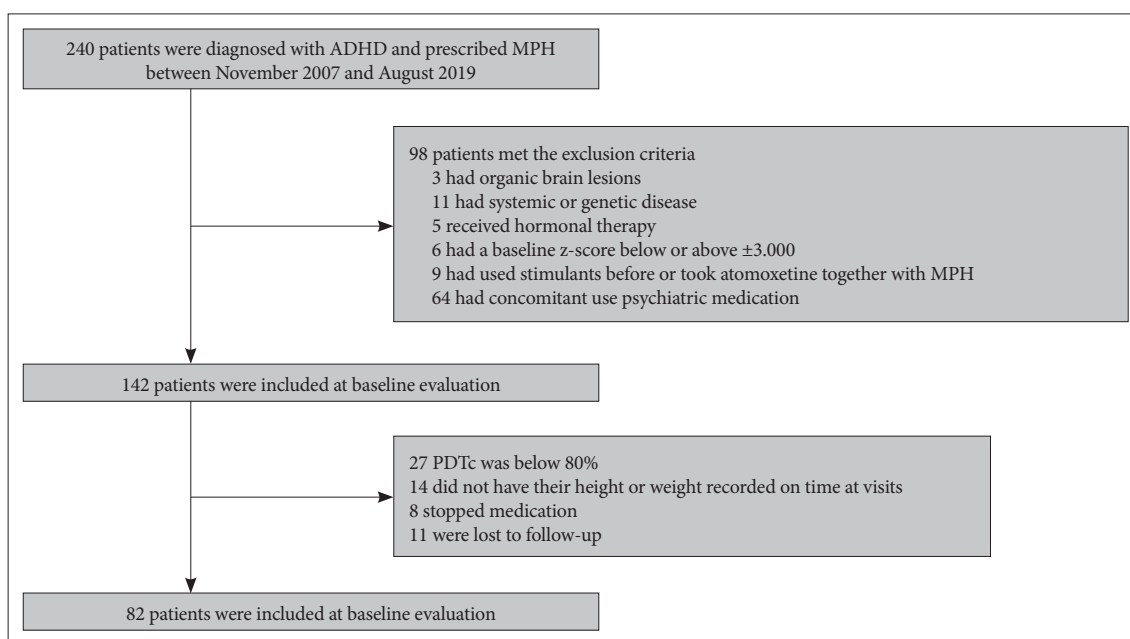 240 patients were diagnosed with ADHD and prescribed MPH
between November 2007 and August 2019
98 patients met the exclusion criteria
3 had organic brain lesions
11 had systemic or genetic disease
5 received hormonal therapy
6 had a baseline z-score below or above ±3.000
9 had used stimulants before or took atomoxetine together with MPH
64 had concomitant use psychiatric medication
142 patients were included at baseline evaluation
27 PDTc was below 80%
14 did not have their height or weight recorded on time at visits
8 stopped medication
11 were lost to follow-up
82 patients were included at baseline evaluation